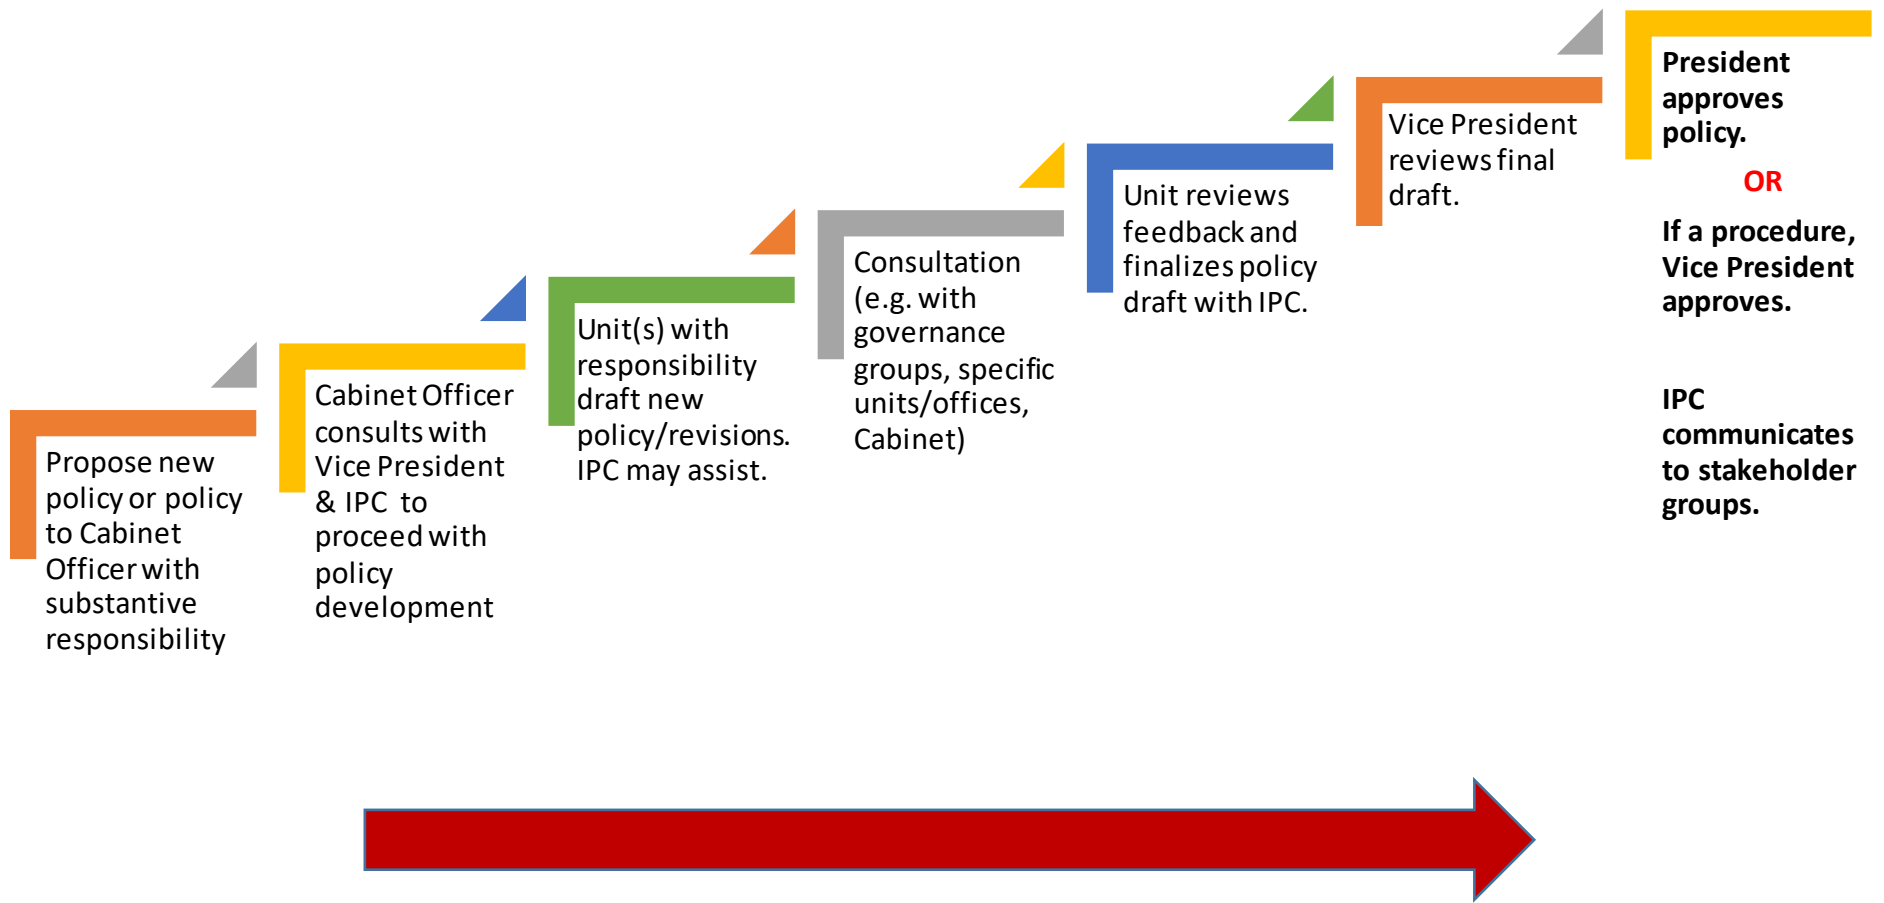 Propose new
policy or policy
to Cabinet
Officer with
substantive
responsibility
Cabinet Officer
consults with
Vice President
& IPC to
proceed with
policy
development
Unit(s) with
responsibility
draft new
policy/revisions.
IPC may assist.
Consultation
(e.g. with
governance
groups, specific
units/offices,
Cabinet)
Unit reviews
feedback and
finalizes policy
draft with IPC.
Vice President
reviews final
draft.
President
approves
policy.
OR
If a procedure,
Vice President
approves.
IPC
communicates
to stakeholder
groups.